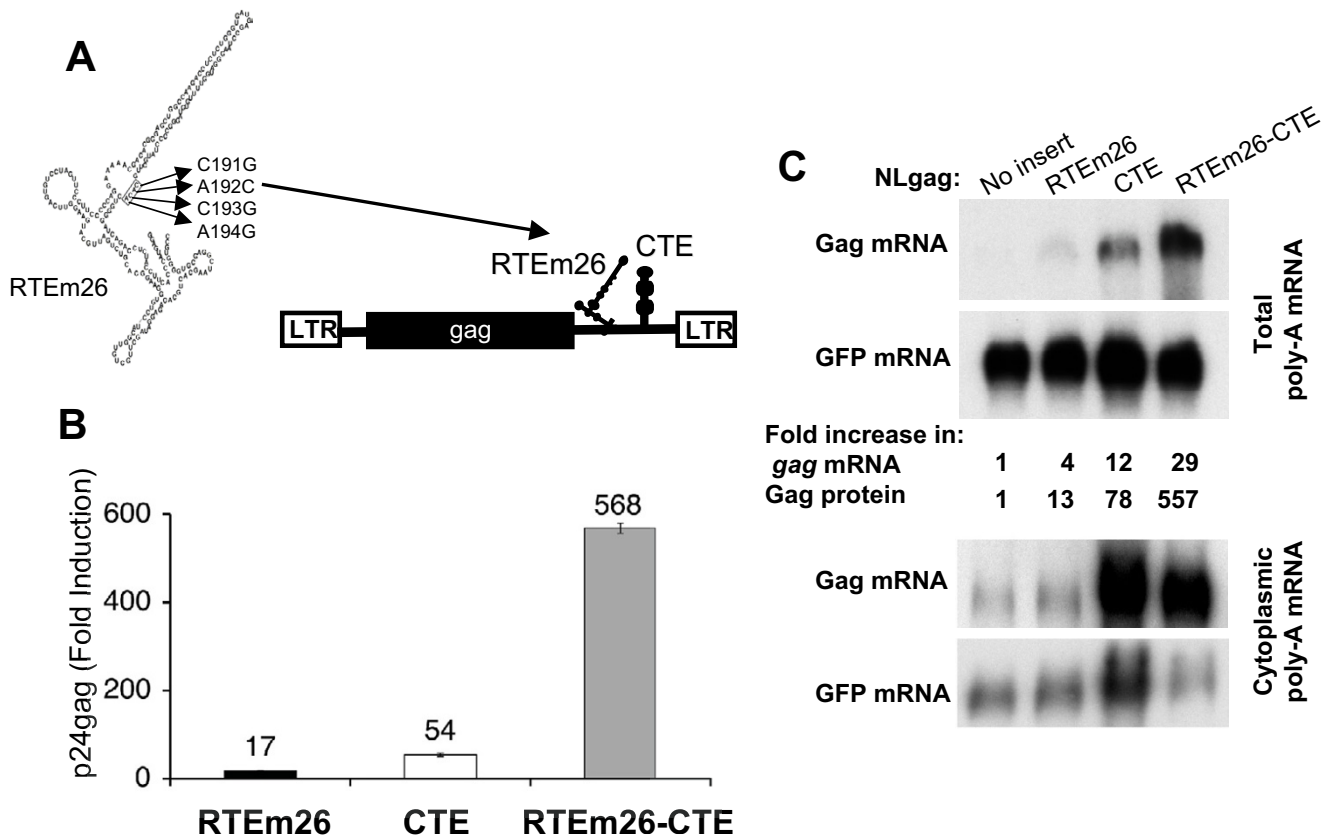 A
C191G
A192C
C193G
A194G
RTEm26
RTEm26
CTE
LTR
gag
LTR
B
p24gag (Fold Induction)
600
400
200
0
17
54
568
RTEm26
CTE
RTEm26-CTE
C
NLgag:
No insert
RTEm26
CTE
RTEm26-CTE
Gag mRNA
GFP mRNA
Total
poly-A mRNA
Fold increase in:
gag mRNA 1 4 12 29
Gag protein 1 13 78 557
Gag mRNA
GFP mRNA
Cytoplasmic
poly-A mRNA